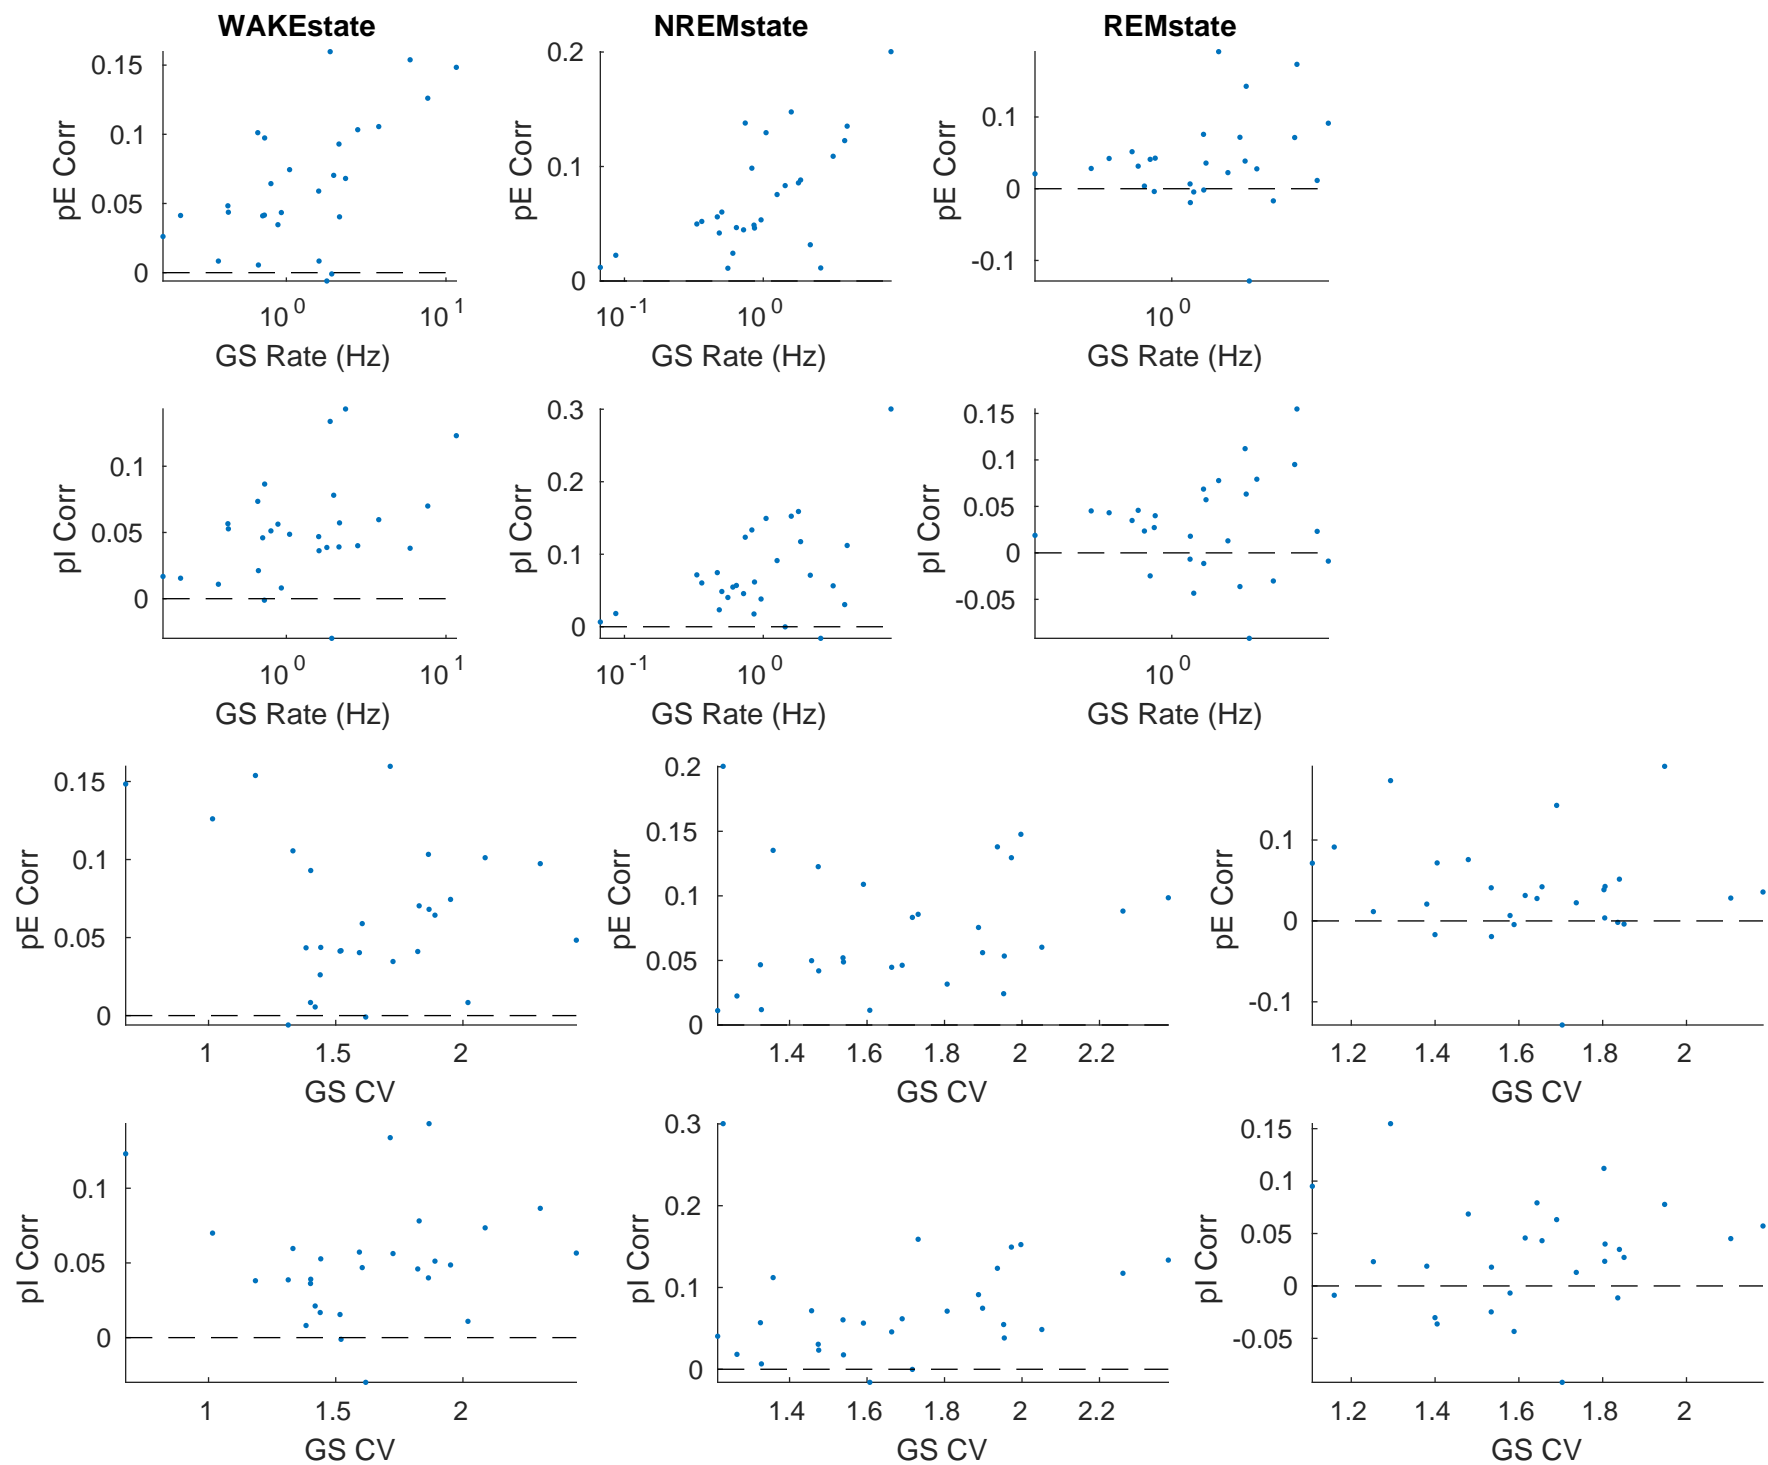 WAKEstate NREMstate REMstate
0.15 0.1 0.05 0
pE Corr
10^0 10^1
GS Rate (Hz)
0.2 0.1 0
pE Corr
10^-1 10^0
GS Rate (Hz)
0.1 0 -0.1
pE Corr
10^0
GS Rate (Hz)
0.1 0.05 0
pI Corr
10^0 10^1
GS Rate (Hz)
0.3 0.2 0.1 0
pI Corr
10^-1 10^0
GS Rate (Hz)
0.15 0.1 0.05 0 -0.05
pI Corr
10^0
GS Rate (Hz)
0.15 0.1 0.05 0
pE Corr
1 1.5 2
GS CV
0.2 0.15 0.1 0.05 0
pE Corr
1.4 1.6 1.8 2 2.2
GS CV
0.1 0 -0.1
pE Corr
1.2 1.4 1.6 1.8 2
GS CV
0.1 0.05 0
pI Corr
1 1.5 2
GS CV
0.3 0.2 0.1 0
pI Corr
1.4 1.6 1.8 2 2.2
GS CV
0.15 0.1 0.05 0 -0.05
pI Corr
1.2 1.4 1.6 1.8 2
GS CV